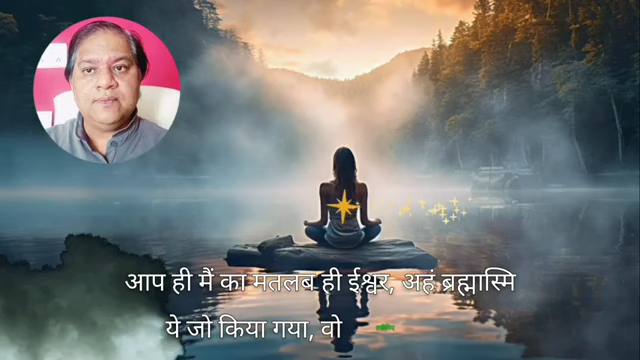 आप ही मैं का मतलब ही ईश्वर, अहं ब्रह्मास्मि
ये जो किया गया, वो